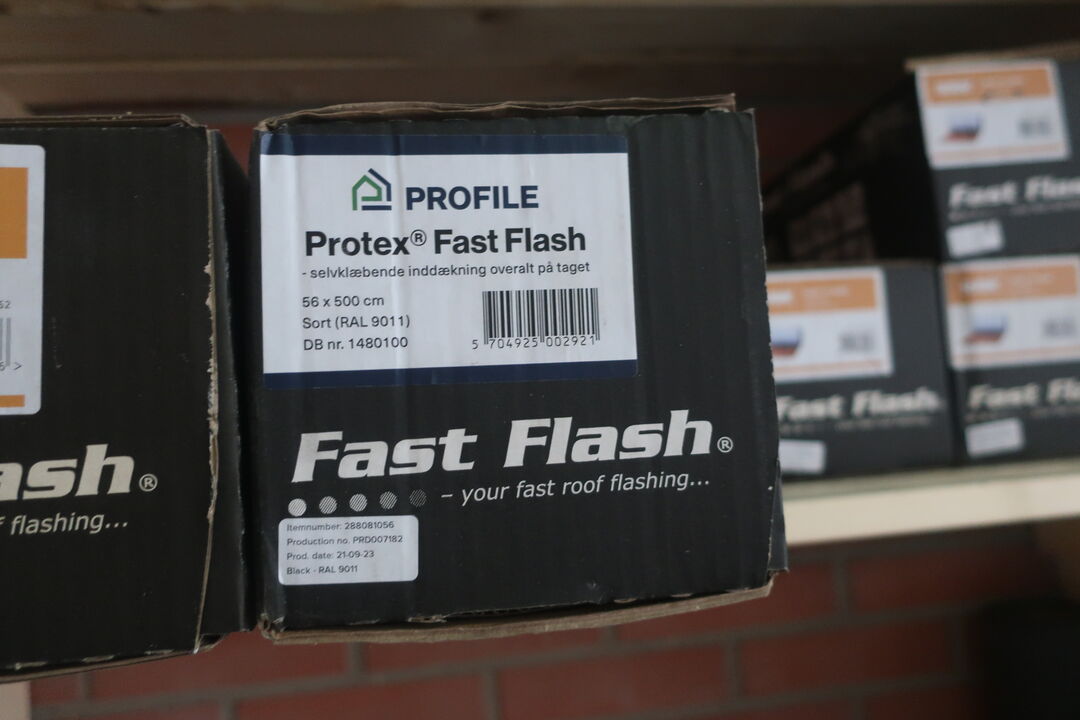 PROFILE
Protex® Fast Flash
- selvklæbende inddækning overalt på taget
56 x 500 cm
Sort (RAL 9011)
DB nr. 1480100
5 704925 002921
Fast Flash®
– your fast roof flashing...
Itemnumber: 288081056
Production no. PRD007182
Prod. date: 21-09-23
Black - RAL 9011
ash®
flashing...
Fast Flash
Fast Flash
Fast